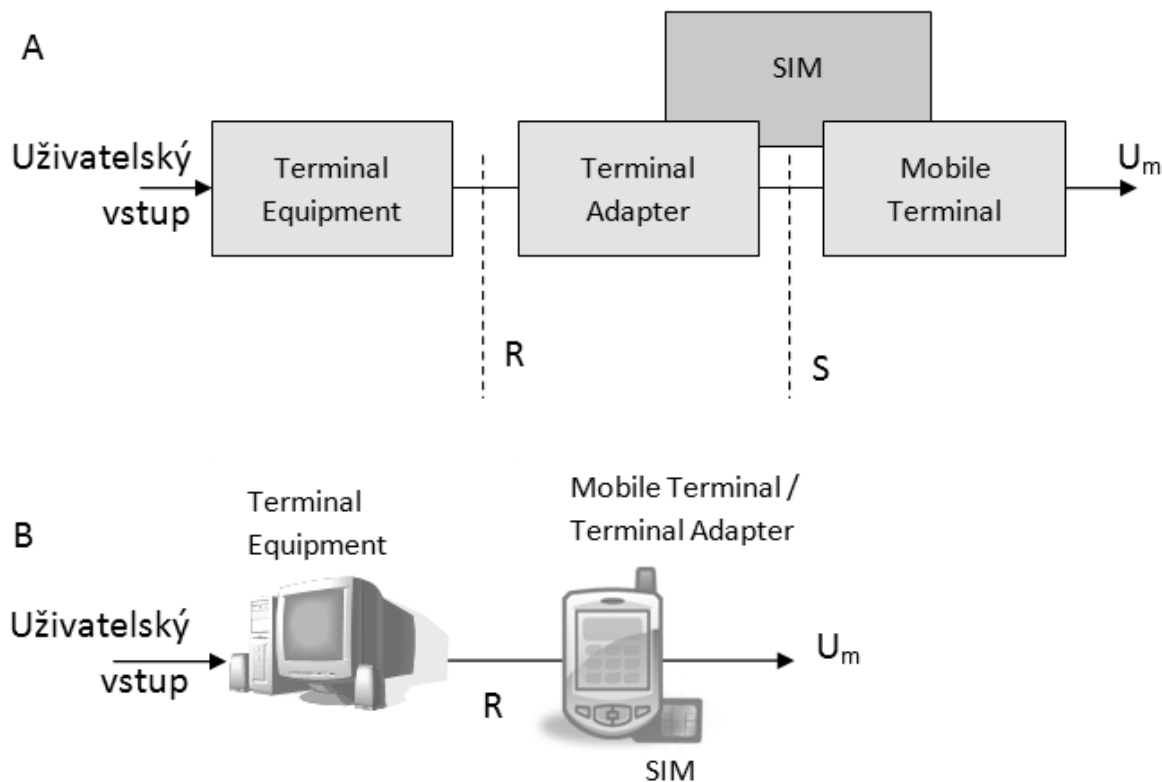 A
SIM
Uživatelský
vstup
Terminal
Equipment
Terminal
Adapter
Mobile
Terminal
Um
R
S
B
Terminal
Equipment
Mobile Terminal /
Terminal Adapter
Uživatelský
vstup
R
Um
SIM